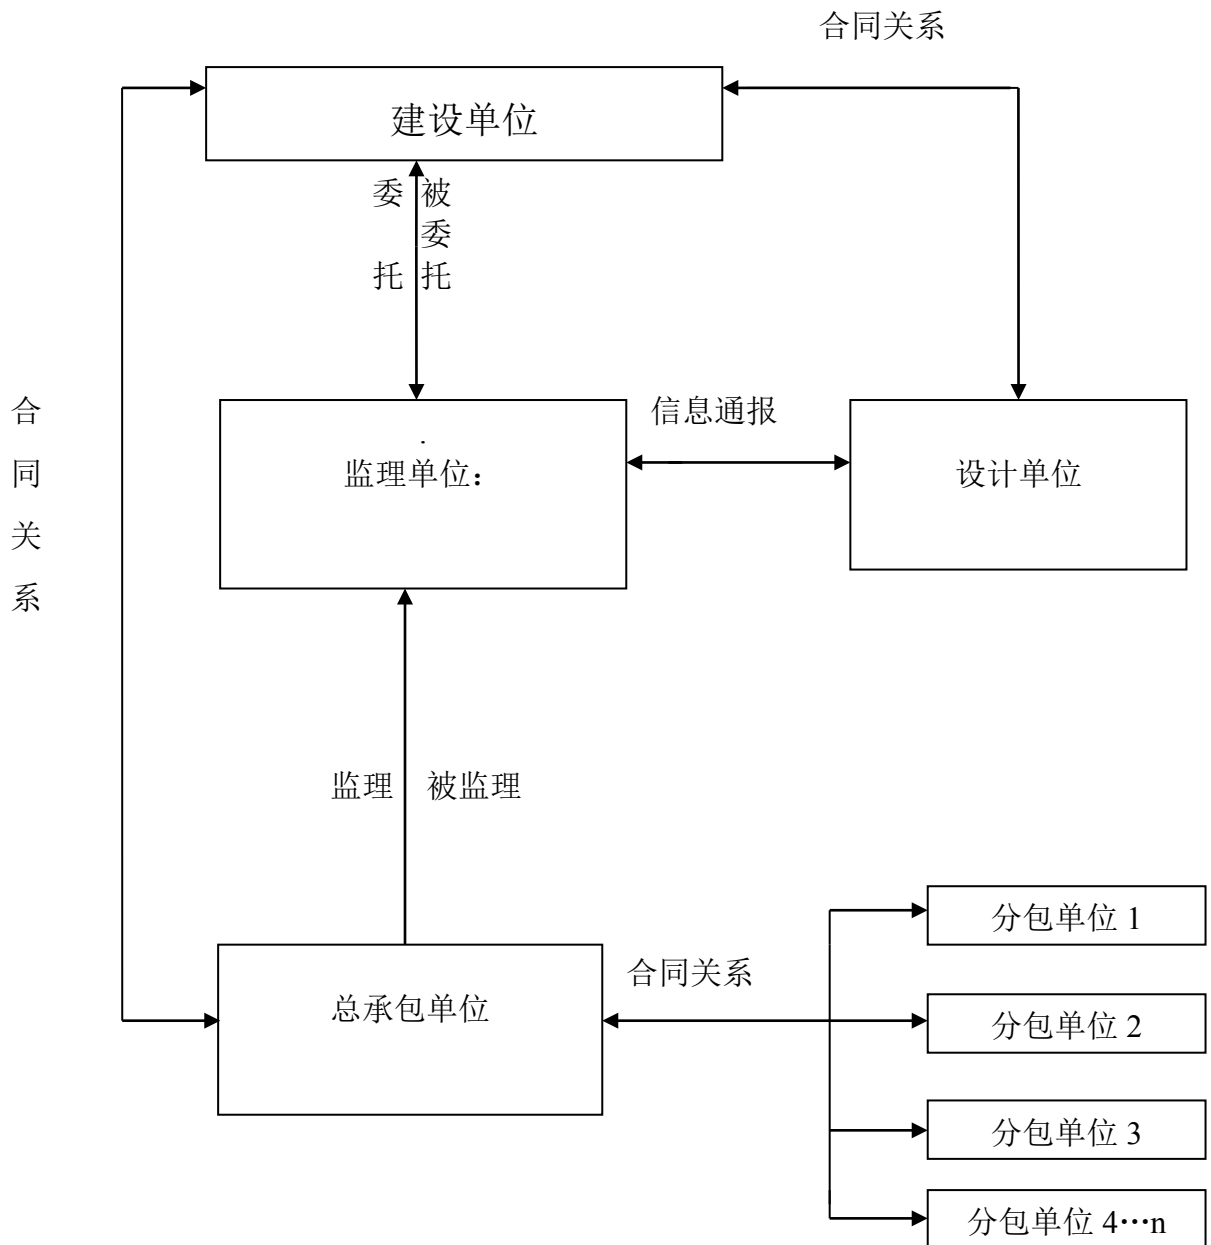 合同关系
建设单位
委托
被委托
合同关系
信息通报
监理单位：
设计单位
监理
被监理
分包单位 1
合同关系
总承包单位
分包单位 2
分包单位 3
分包单位 4…n